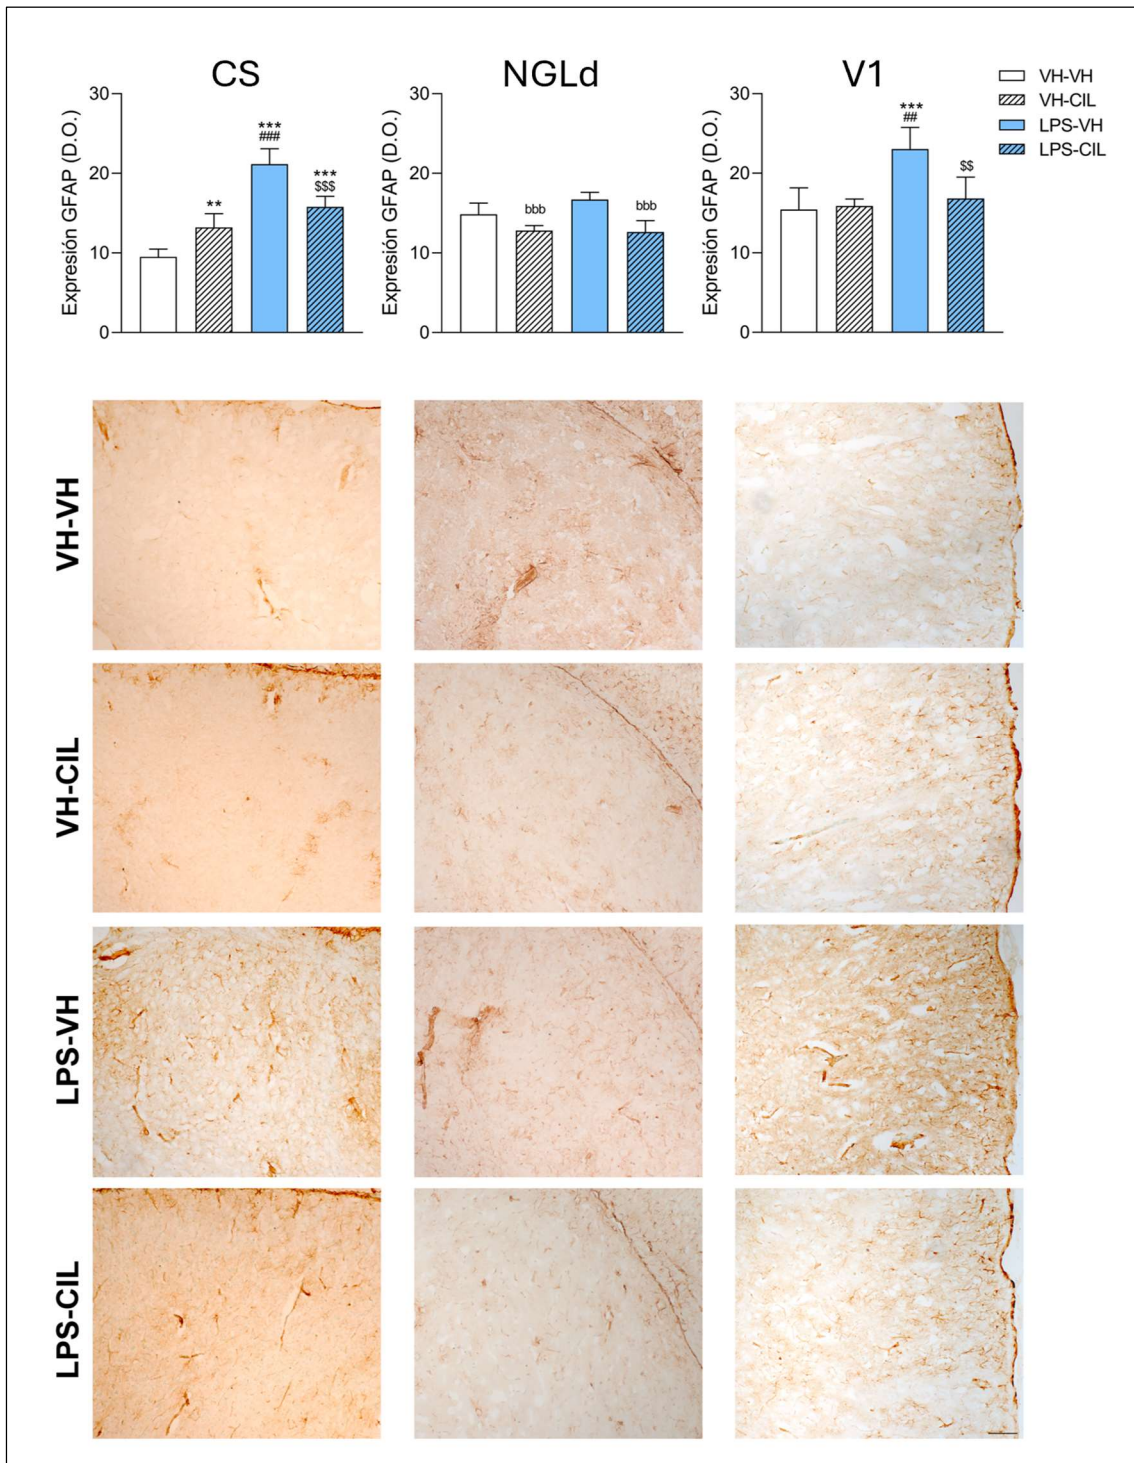 CS
NGLd
V1
VH-VH
VH-CIL
LPS-VH
LPS-CIL
Expresión GFAP (D.O.)
30
20
10
0
**
***
###
***
$$$
Expresión GFAP (D.O.)
30
20
10
0
bbb
bbb
Expresión GFAP (D.O.)
30
20
10
0
***
##
$$
VH-VH
VH-CIL
LPS-VH
LPS-CIL